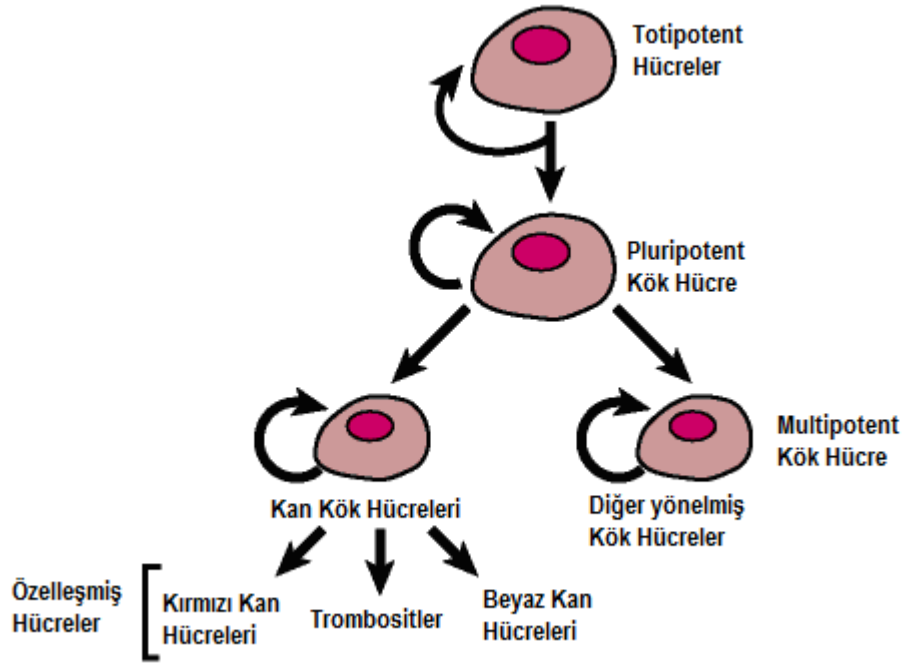 Totipotent
Hücreler
Pluripotent
Kök Hücre
Multipotent
Kök Hücre
Kan Kök Hücreleri
Diğer yönelmiş
Kök Hücreler
Özelleşmiş
Hücreler
Kırmızı Kan
Hücreleri
Trombositler
Beyaz Kan
Hücreleri